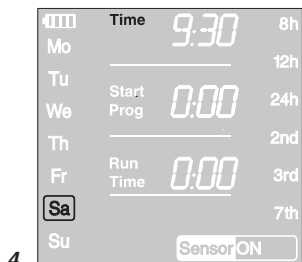 Time 9:30 8h
Mo
12h
Tu
Start
Prog 0:00 24h
We
2nd
Th
Run
Time 0:00 3rd
Fr
Sa
7th
Su
Sensor ON
4